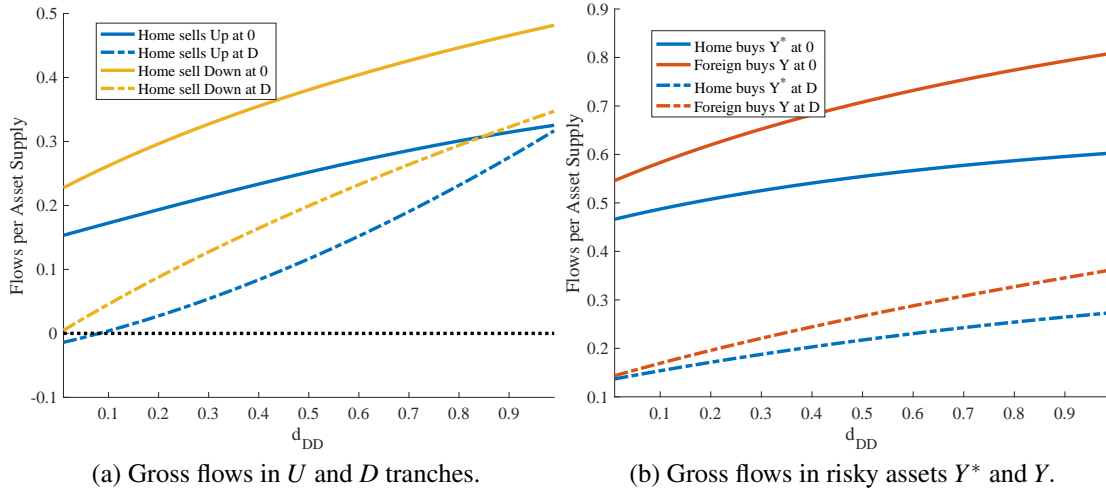 0.5
0.4
0.3
0.2
0.1
0
-0.1
Flows per Asset Supply
Home sells Up at 0
Home sells Up at D
Home sell Down at 0
Home sell Down at D
0.1 0.2 0.3 0.4 0.5 0.6 0.7 0.8 0.9
d_DD
(a) Gross flows in U and D tranches.
0.9
0.8
0.7
0.6
0.5
0.4
0.3
0.2
0.1
Flows per Asset Supply
Home buys Y* at 0
Foreign buys Y at 0
Home buys Y* at D
Foreign buys Y at D
0.1 0.2 0.3 0.4 0.5 0.6 0.7 0.8 0.9
d_DD
(b) Gross flows in risky assets Y* and Y.